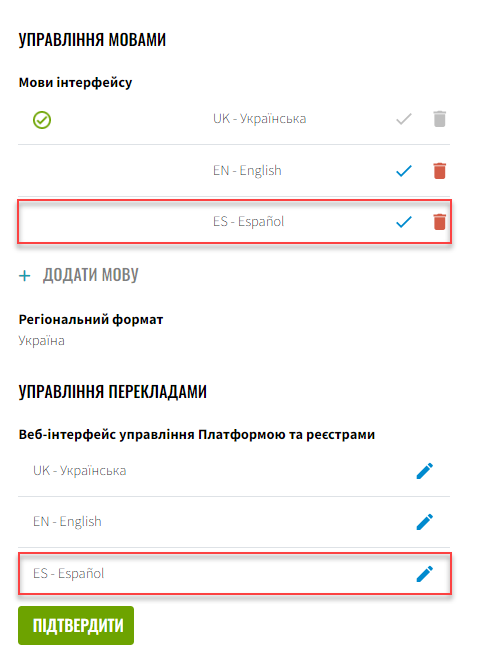 УПРАВЛІННЯ МОВАМИ
Мови інтерфейсу
UK - Українська
EN - English
ES - Español
+ ДОДАТИ МОВУ
Регіональний формат
Україна
УПРАВЛІННЯ ПЕРЕКЛАДАМИ
Веб-інтерфейс управління Платформою та реєстрами
UK - Українська
EN - English
ES - Español
ПІДТВЕРДИТИ